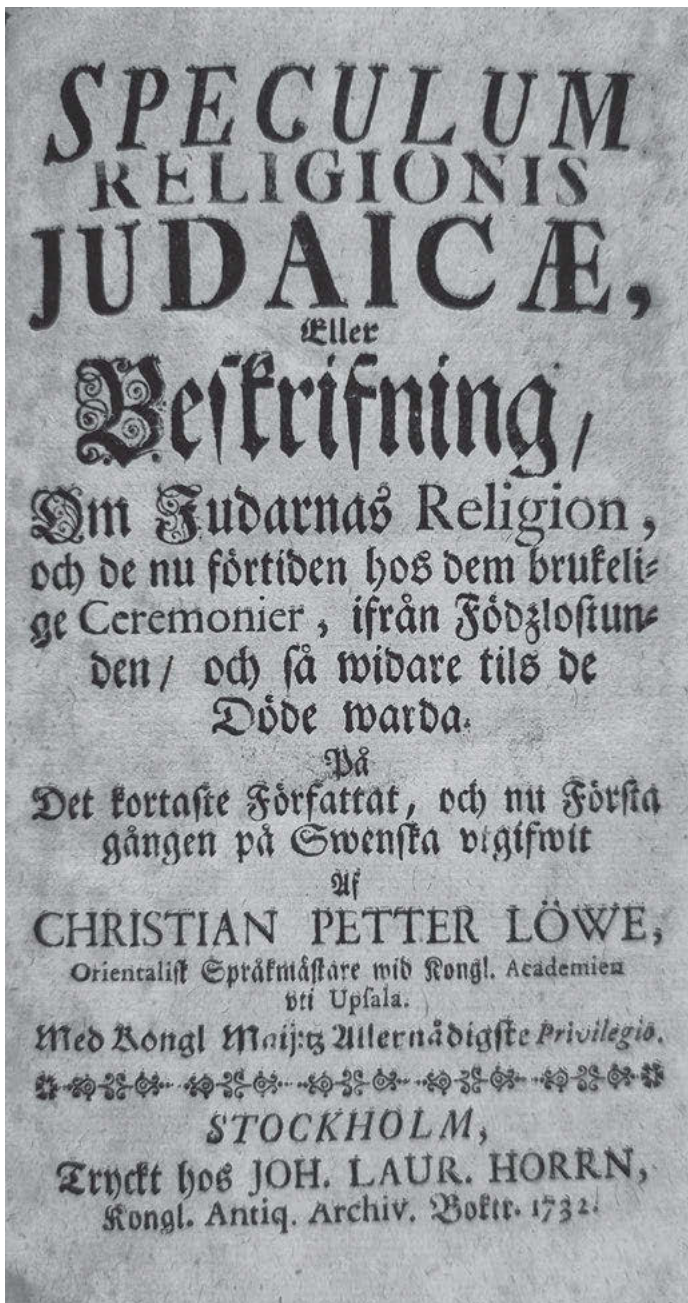 SPECULUM
RELIGIONIS
JUDAICÆ,
Eller
Beskrifning/
Om Judarnas Religion,
och de nu förtiden hos dem brukeli-
ge Ceremonier, ifrån Födzlostun-
den/ och så widare tils de
Döde warda.
På
Det kortaste Författat, och nu Första
gången på Swenska vtgifwit
Af
CHRISTIAN PETTER LÖWE,
Orientalisk Språkmästare wid Kongl. Academien
vti Upsala.
Med Kongl Maij:tz Allernådigste Privilegio.
STOCKHOLM,
Tryckt hos JOH. LAUR. HORRN,
Kongl. Antiq. Archiv. Boktr. 1732.